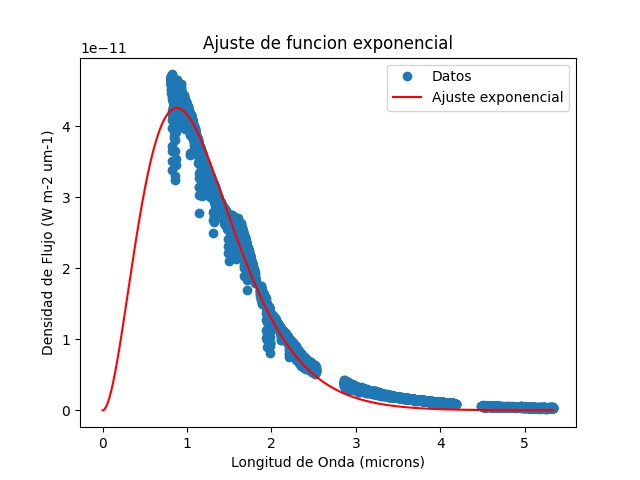 Ajuste de funcion exponencial
1e−11
Datos
Ajuste exponencial
4
3
2
1
0
Densidad de Flujo (W m-2 um-1)
0 1 2 3 4 5
Longitud de Onda (microns)